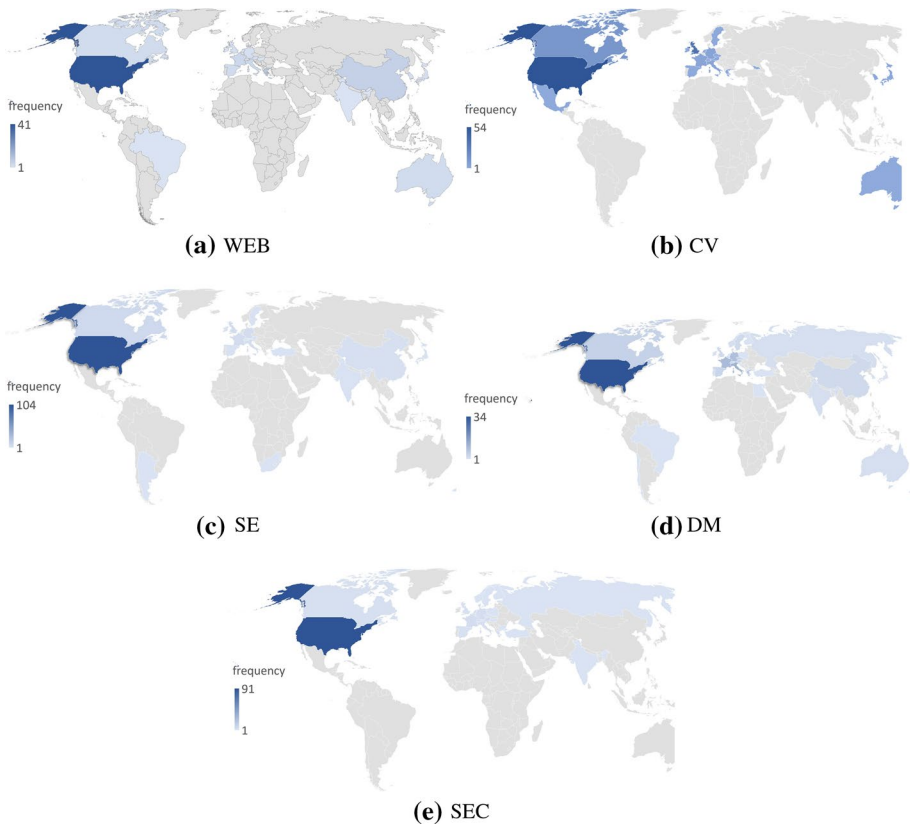 frequency
41
1
(a) WEB
frequency
54
1
(b) CV
frequency
104
1
(c) SE
frequency
34
1
(d) DM
frequency
91
1
(e) SEC